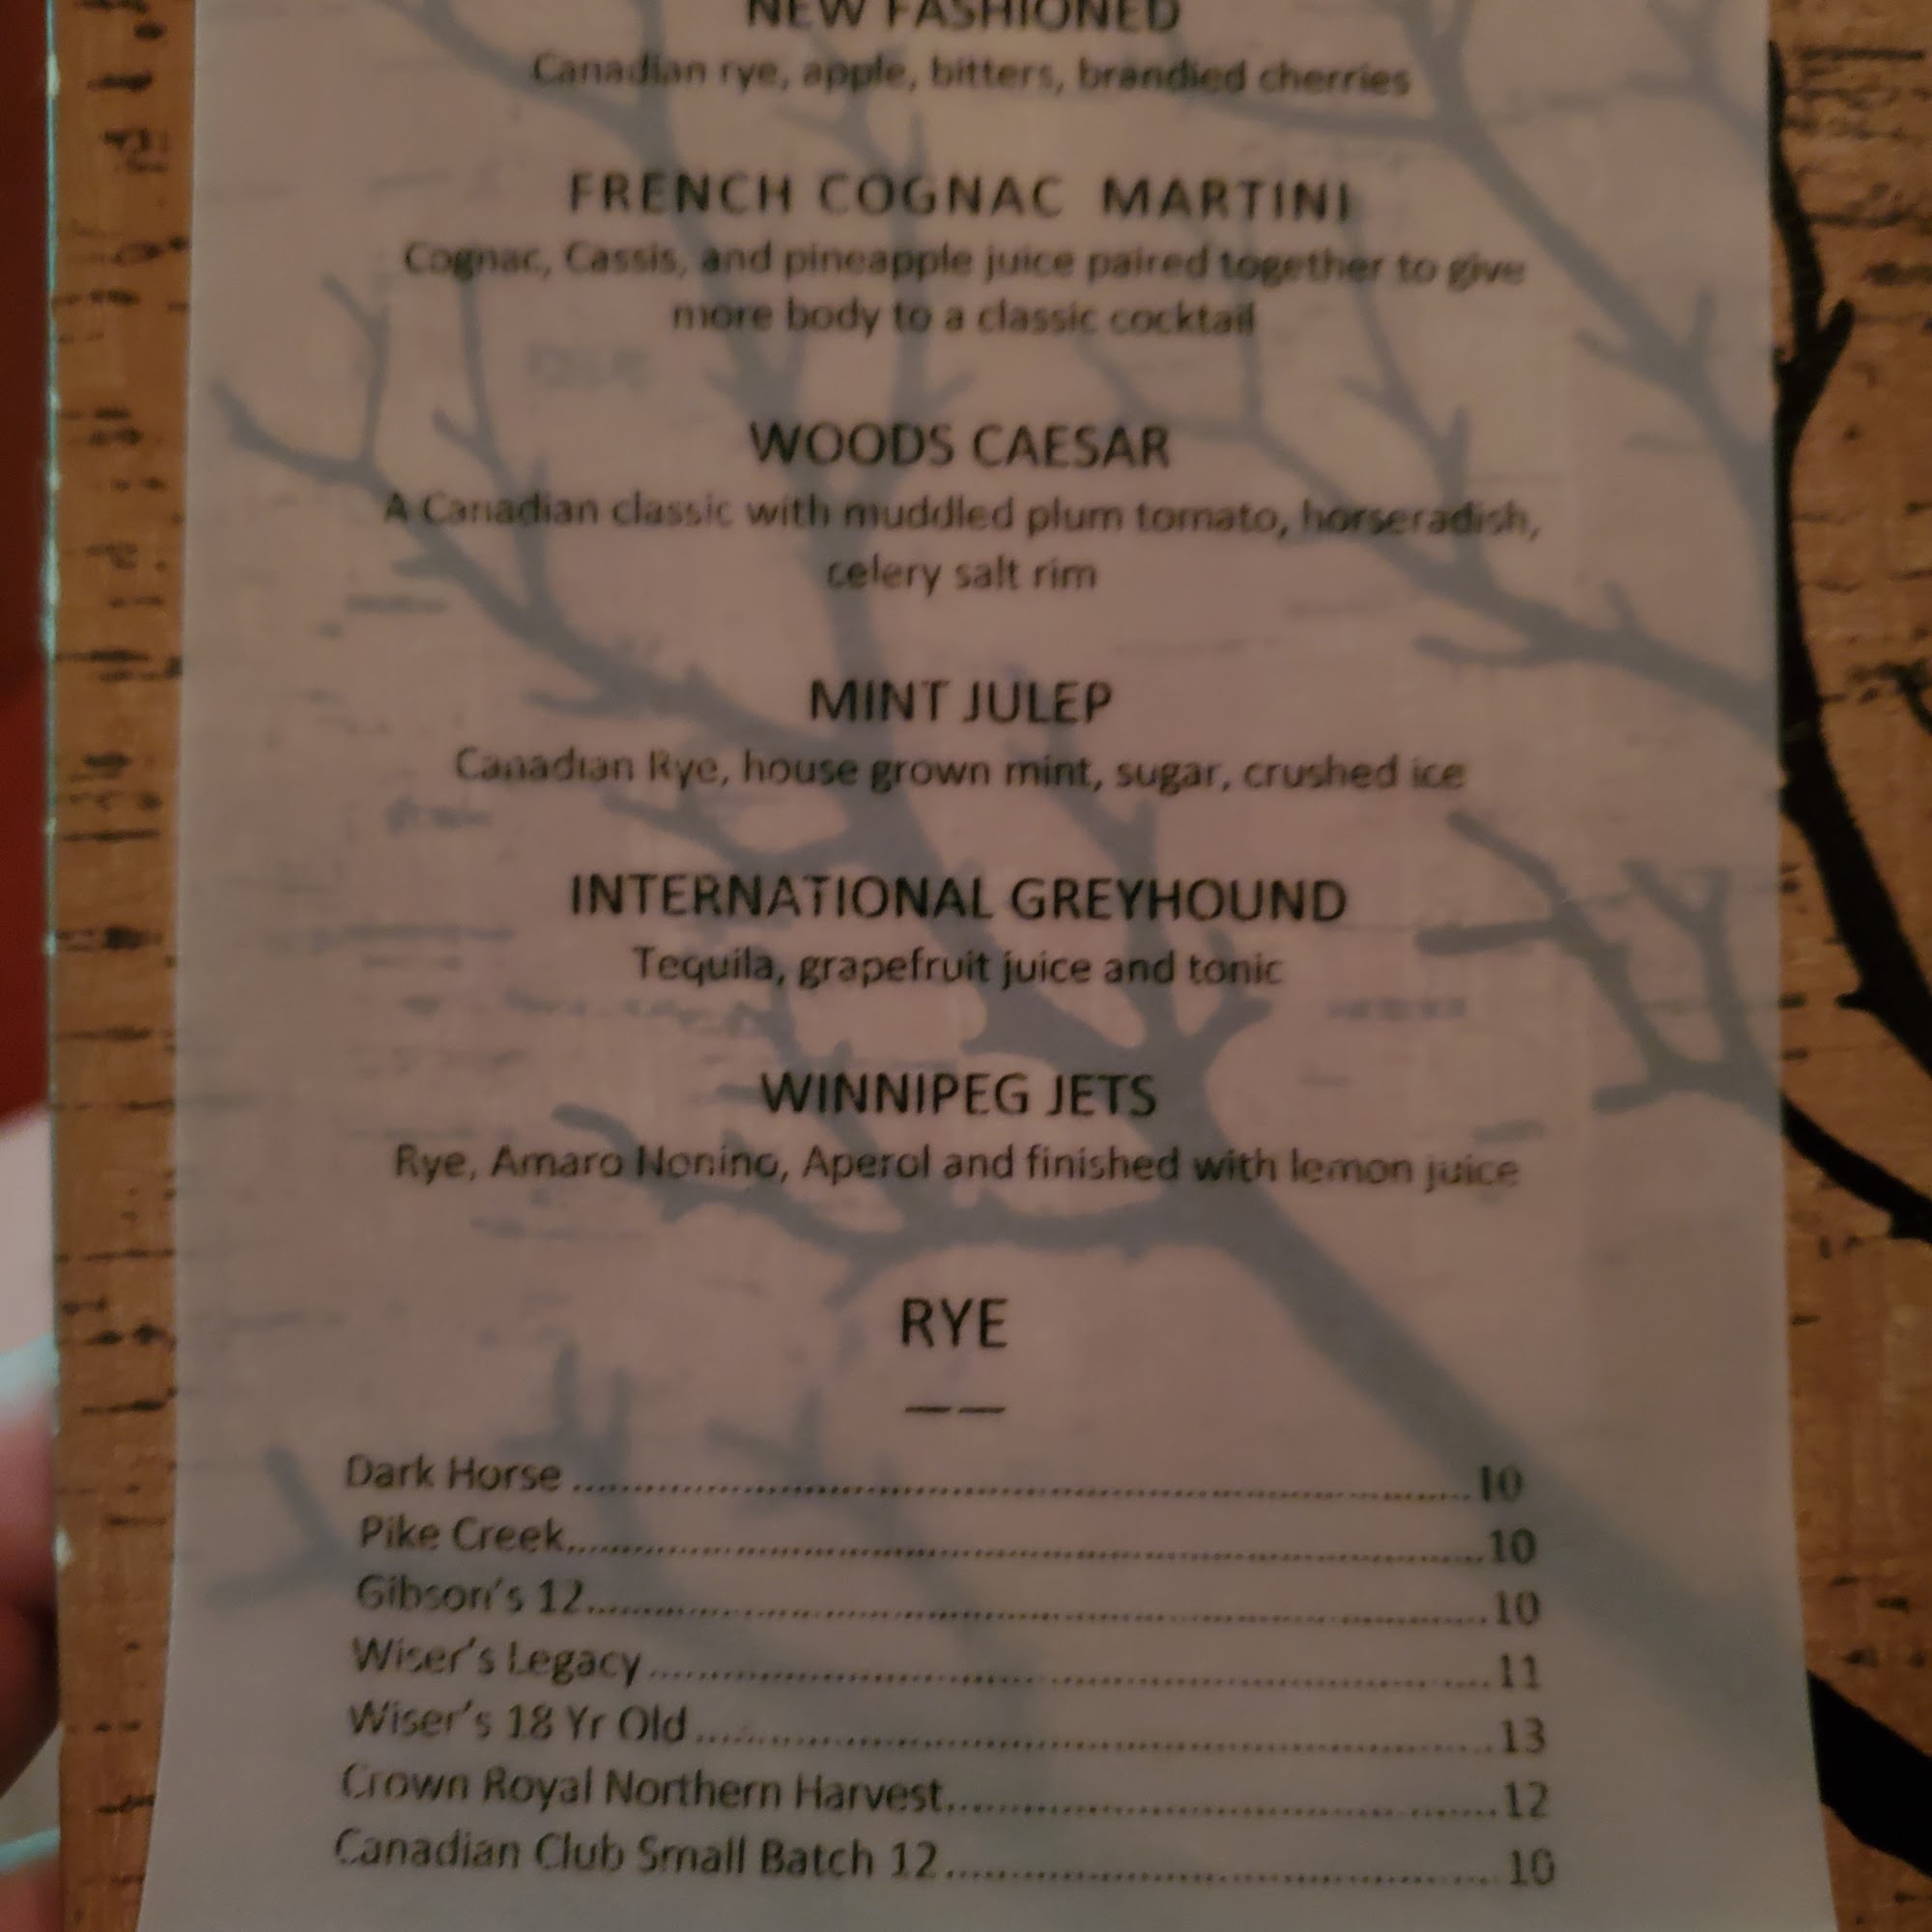 NEW FASHIONED
Canadian rye, apple, bitters, brandied cherries
FRENCH COGNAC MARTINI
Cognac, Cassis, and pineapple juice paired together to give
more body to a classic cocktail
WOODS CAESAR
A Canadian classic with muddled plum tomato, horseradish,
celery salt rim
MINT JULEP
Canadian Rye, house grown mint, sugar, crushed ice
INTERNATIONAL GREYHOUND
Tequila, grapefruit juice and tonic
WINNIPEG JETS
Rye, Amaro Nonino, Aperol and finished with lemon juice
RYE
Dark Horse 10
Pike Creek 10
Gibson's 12 10
Wiser's Legacy 11
Wiser's 18 Yr Old 13
Crown Royal Northern Harvest 12
Canadian Club Small Batch 12 10